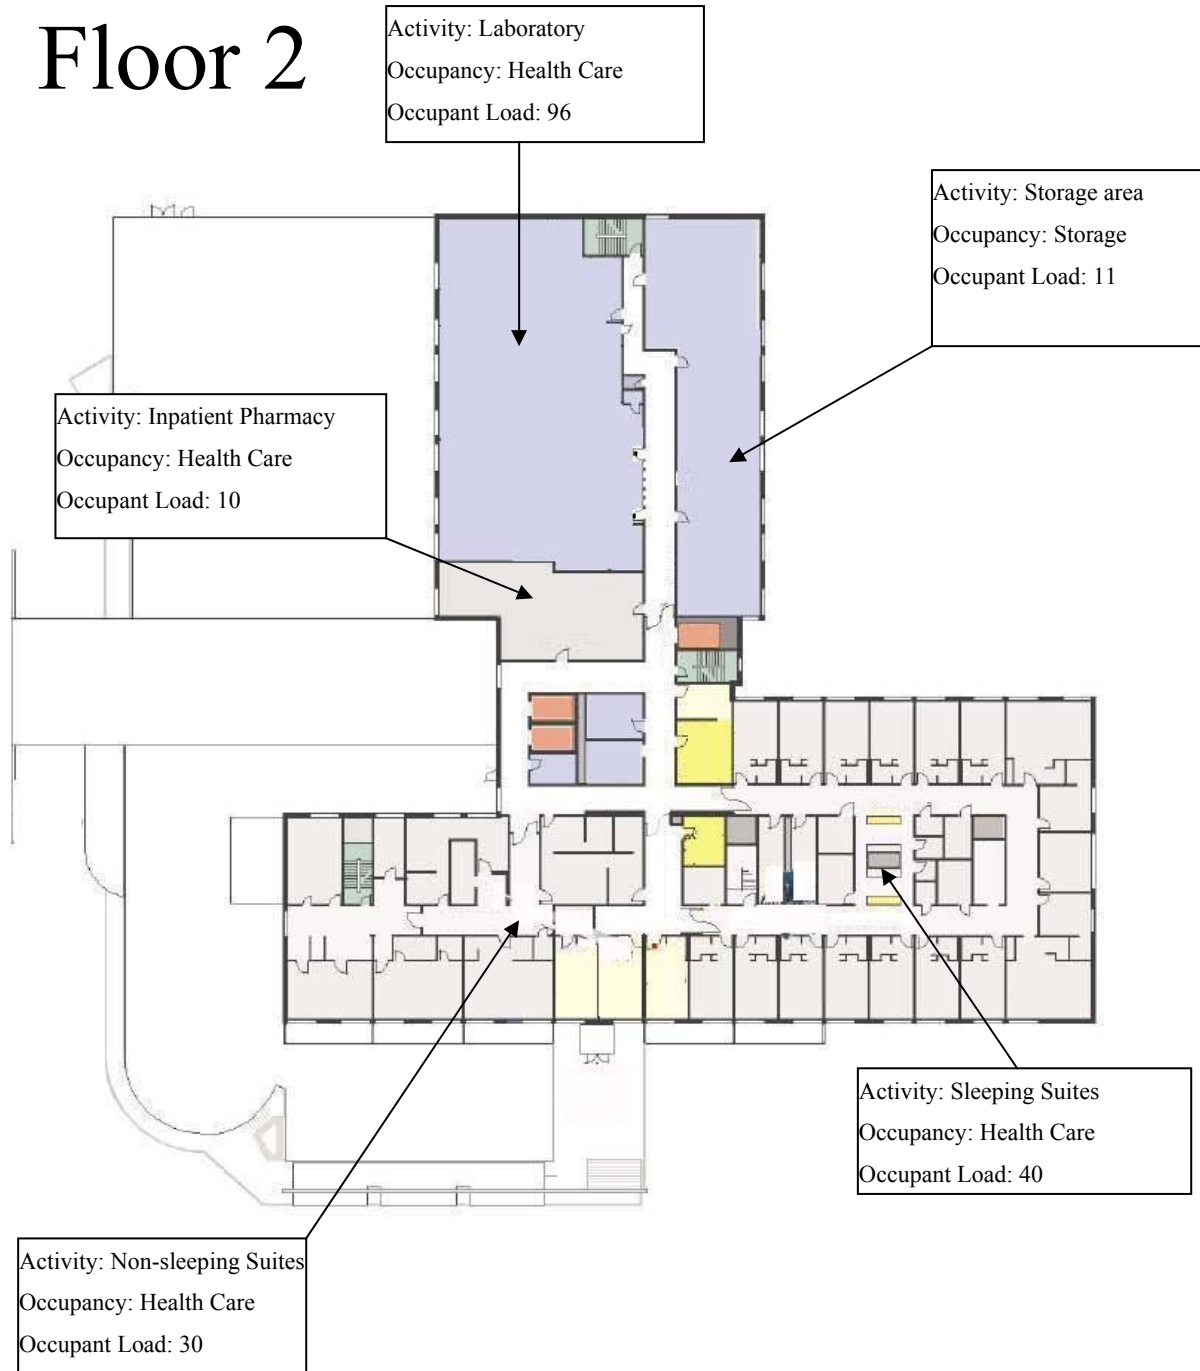 Floor 2
Activity: Laboratory
Occupancy: Health Care
Occupant Load: 96
Activity: Storage area
Occupancy: Storage
Occupant Load: 11
Activity: Inpatient Pharmacy
Occupancy: Health Care
Occupant Load: 10
Activity: Sleeping Suites
Occupancy: Health Care
Occupant Load: 40
Activity: Non-sleeping Suites
Occupancy: Health Care
Occupant Load: 30